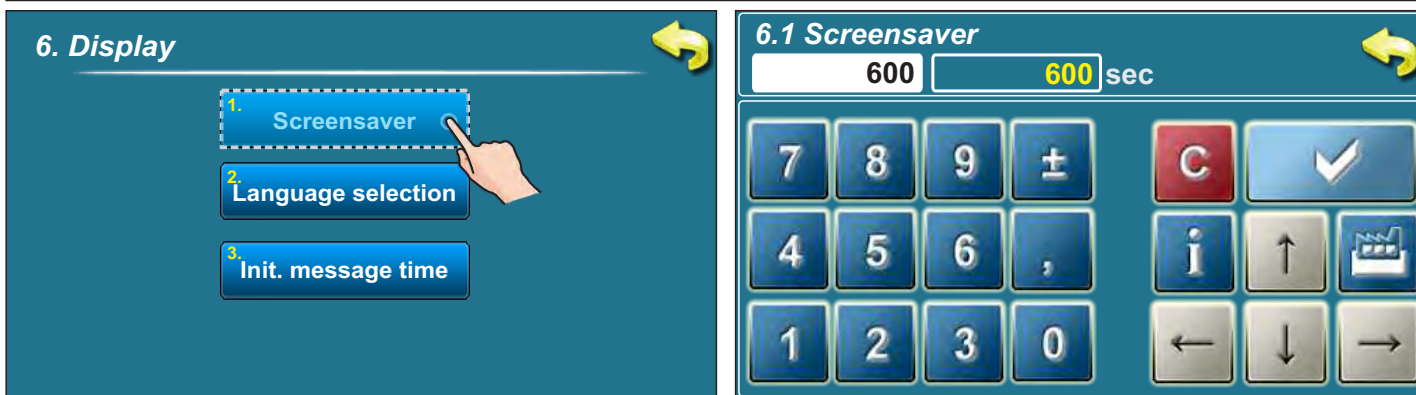 6. Display
1.
Screensaver
2.
Language selection
3.
Init. message time
6.1 Screensaver
600 600 sec
7 8 9 ± C
4 5 6 , i ↑
1 2 3 0 ← ↓ →